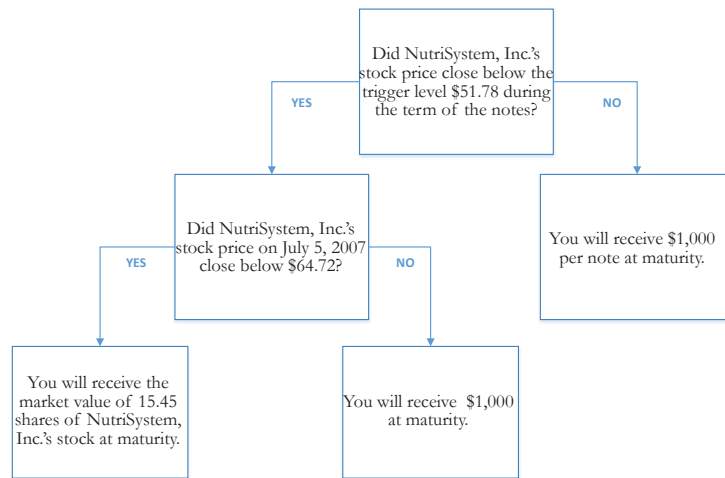 Did NutriSystem, Inc.'s
stock price close below the
trigger level $51.78 during
the term of the notes?
YES
NO
Did NutriSystem, Inc.'s
stock price on July 5, 2007
close below $64.72?
You will receive $1,000
per note at maturity.
YES
NO
You will receive the
market value of 15.45
shares of NutriSystem,
Inc.'s stock at maturity.
You will receive $1,000
at maturity.